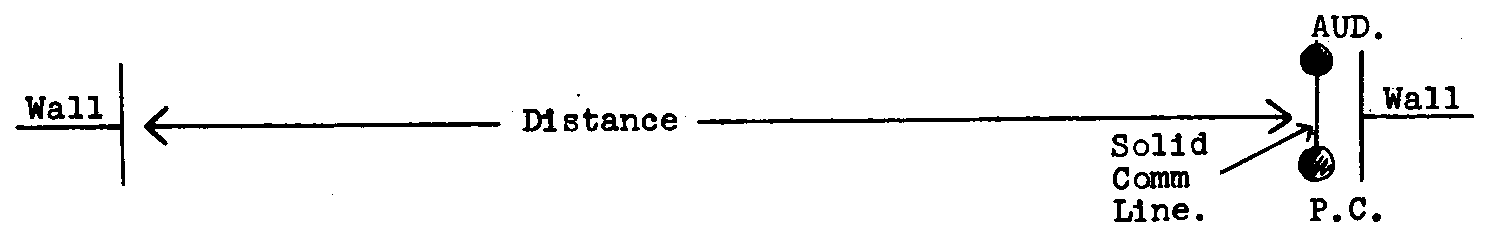 AUD.
Wall
Distance
Wall
Solid
Comm
Line.
P.C.